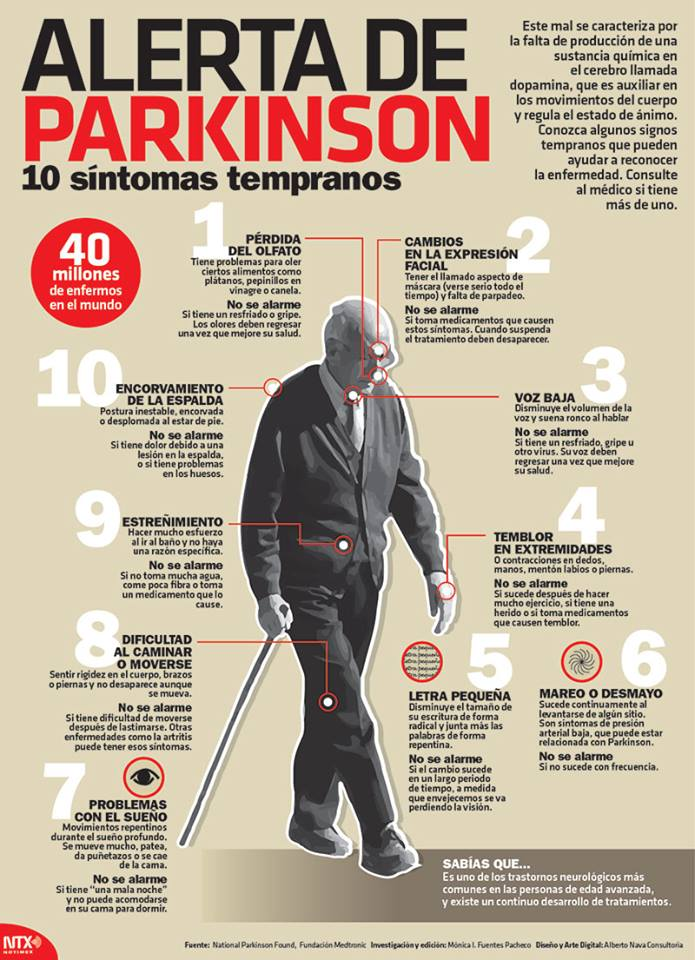 ALERTA DE
PARKINSON
10 síntomas tempranos
Este mal se caracteriza por
la falta de producción de una
sustancia química en
el cerebro llamada
dopamina, que es auxiliar en
los movimientos del cuerpo
y regula el estado de ánimo.
Conozca algunos signos
tempranos que pueden
ayudar a reconocer
la enfermedad. Consulte
al médico si tiene
más de uno.
40
millones
de enfermos
en el mundo
1
PÉRDIDA
DEL OLFATO
Tiene problemas para oler
ciertos alimentos como
plátanos, pepinillos en
vinagre o canela.
No se alarme
Si tiene un resfriado o gripe.
Los olores deben regresar
una vez que mejore su salud.
2
CAMBIOS
EN LA EXPRESIÓN
FACIAL
Tener el llamado aspecto de
máscara (verse serio todo el
tiempo) y falta de parpadeo.
No se alarme
Si toma medicamentos que causen
estos síntomas. Cuando suspenda
el tratamiento deben desaparecer.
3
VOZ BAJA
Disminuye el volumen de la
voz y suena ronco al hablar
No se alarme
Si tiene un resfriado, gripe u
otro virus. Su voz deben
regresar una vez que mejore
su salud.
4
TEMBLOR
EN EXTREMIDADES
O contracciones en dedos,
manos, mentón labios o piernas.
No se alarme
Si sucede después de hacer
mucho ejercicio, si tiene una
herido o si toma medicamentos
que causen temblor.
5
letra pequeña
LETRA PEQUEÑA
Disminuye el tamaño de
su escritura de forma
radical y junta más las
palabras de forma
repentina.
No se alarme
Si el cambio sucede
en un largo periodo
de tiempo, a medida
que envejecemos se va
perdiendo la visión.
6
MAREO O DESMAYO
Sucede continuamente al
levantarse de algún sitio.
Son síntomas de presión
arterial baja, que puede estar
relacionada con Parkinson.
No se alarme
Si no sucede con frecuencia.
7
PROBLEMAS
CON EL SUEÑO
Movimientos repentinos
durante el sueño profundo.
Se mueve mucho, patea,
da puñetazos o se cae
de la cama.
No se alarme
Si tiene “una mala noche”
y no puede acomodarse
en su cama para dormir.
8
DIFICULTAD
AL CAMINAR
O MOVERSE
Sentir rigidez en el cuerpo, brazos
o piernas y no desaparece aunque
se mueva.
No se alarme
Si tiene dificultad de moverse
después de lastimarse. Otras
enfermedades como la artritis
puede tener esos síntomas.
9
ESTREÑIMIENTO
Hacer mucho esfuerzo
al ir al baño y no haya
una razón específica.
No se alarme
Si no toma mucha agua,
come poca fibra o toma
un medicamento que lo
cause.
10
ENCORVAMIENTO
DE LA ESPALDA
Postura inestable, encorvada
o desplomada al estar de pie.
No se alarme
Si tiene dolor debido a una
lesión en la espalda,
o si tiene problemas
en los huesos.
SABÍAS QUE...
Es uno de los trastornos neurológicos más
comunes en las personas de edad avanzada,
y existe un continuo desarrollo de tratamientos.
NTX
NOTIMEX
Fuente: National Parkinson Found, Fundación Medtronic Investigación y edición: Mónica I. Fuentes Pacheco Diseño y Arte Digital: Alberto Nava Consultoria